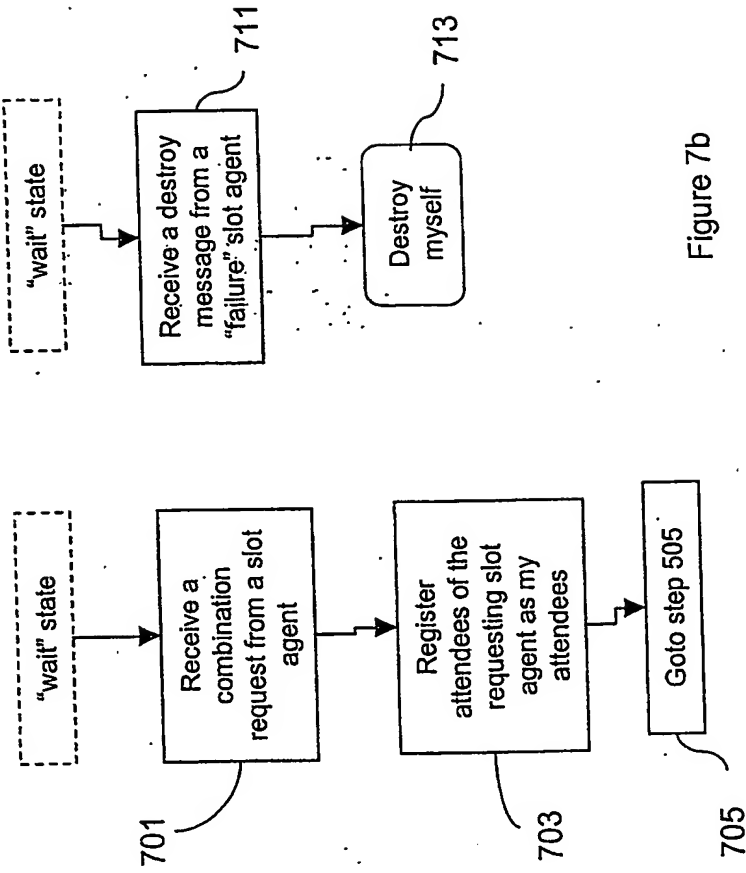 "wait" state
701
Receive a
combination
request from a slot
agent
703
Register
attendees of the
requesting slot
agent as my
attendees
705
Goto step 505
"wait" state
711
Receive a destroy
message from a
"failure" slot agent
713
Destroy
myself
Figure 7b